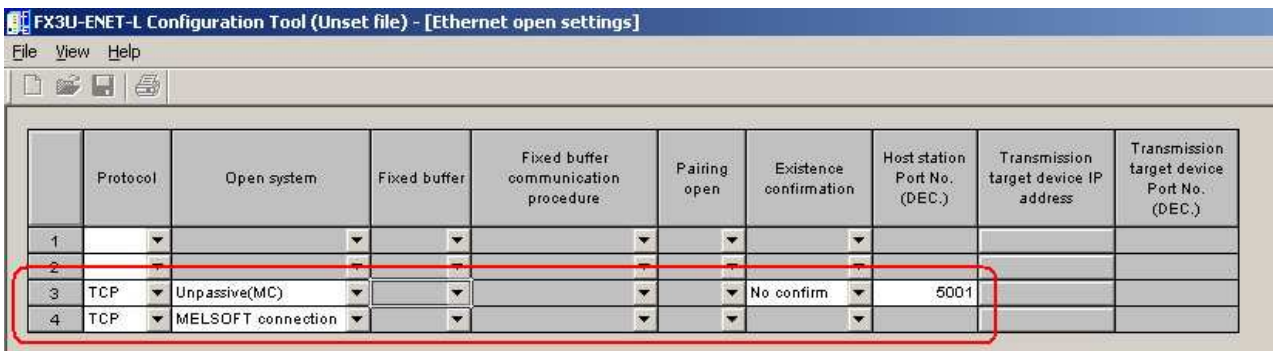 FX3U-ENET-L Configuration Tool (Unset file) - [Ethernet open settings]
File View Help
Protocol Open system Fixed buffer Fixed buffer communication procedure Pairing open Existence confirmation Host station Port No. (DEC.) Transmission target device IP address Transmission target device Port No. (DEC.)
1
2
3 TCP Unpassive(MC) No confirm 5001
4 TCP MELSOFT connection